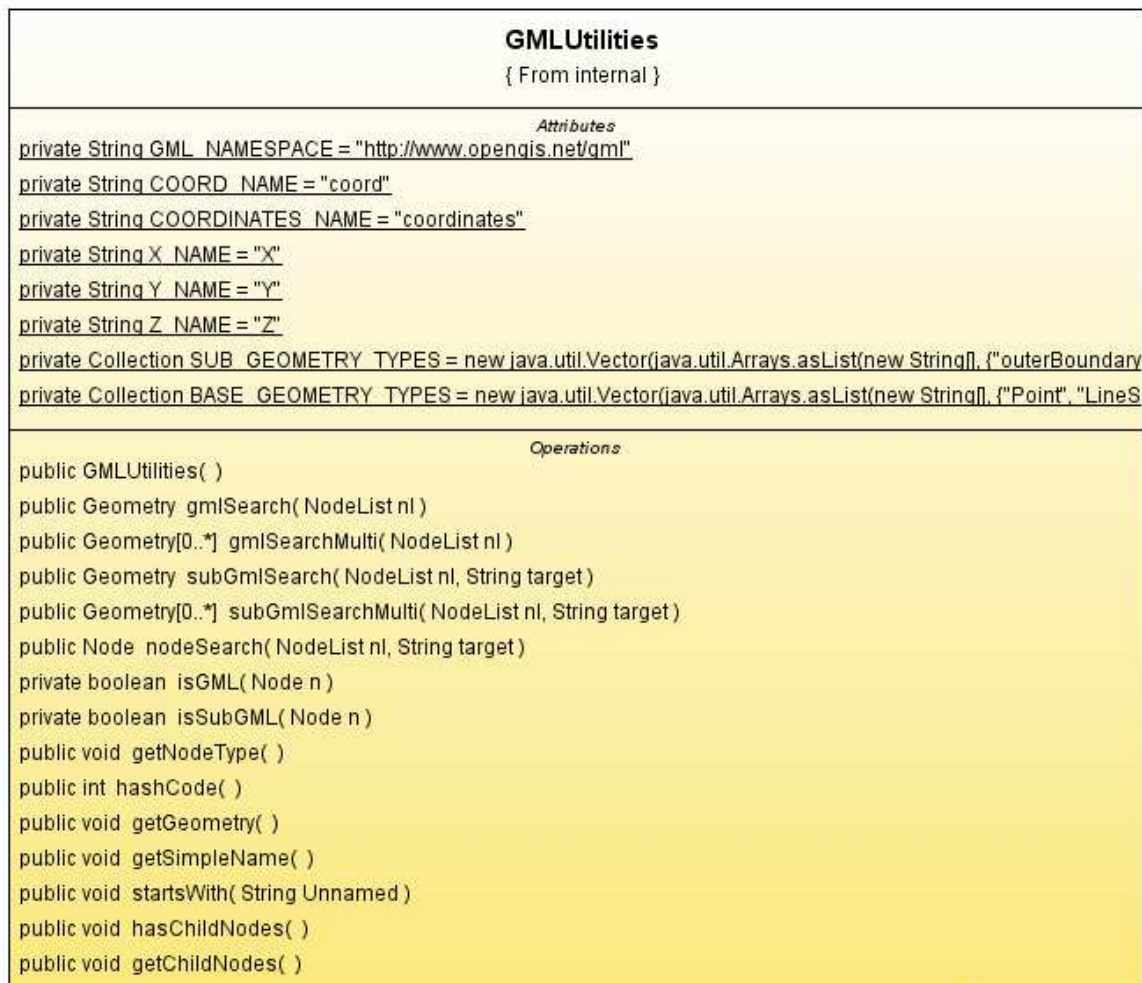 GMLUtilities
{ From internal }
Attributes
private String GML_NAMESPACE = "http://www.opengis.net/gml"
private String COORD_NAME = "coord"
private String COORDINATES_NAME = "coordinates"
private String X_NAME = "X"
private String Y_NAME = "Y"
private String Z_NAME = "Z"
private Collection SUB_GEOMETRY_TYPES = new java.util.Vector(java.util.Arrays.asList(new String[], {"outerBoundary
private Collection BASE_GEOMETRY_TYPES = new java.util.Vector(java.util.Arrays.asList(new String[], {"Point", "LineS
Operations
public GMLUtilities( )
public Geometry gmlSearch( NodeList nl )
public Geometry[0..*] gmlSearchMulti( NodeList nl )
public Geometry subGmlSearch( NodeList nl, String target )
public Geometry[0..*] subGmlSearchMulti( NodeList nl, String target )
public Node nodeSearch( NodeList nl, String target )
private boolean isGML( Node n )
private boolean isSubGML( Node n )
public void getNodeType( )
public int hashCode( )
public void getGeometry( )
public void getSimpleName( )
public void startsWith( String Unnamed )
public void hasChildNodes( )
public void getChildNodes( )